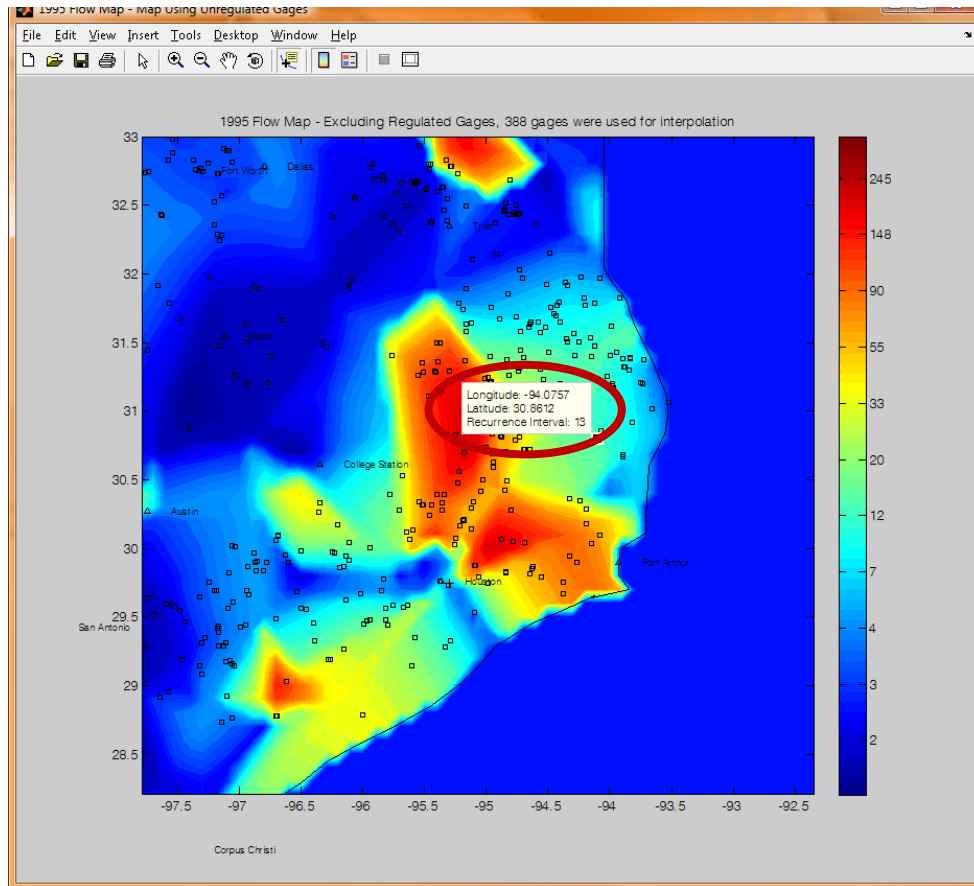 1995 Flow Map - Map Using Unregulated Gages
File Edit View Insert Tools Desktop Window Help
1995 Flow Map - Excluding Regulated Gages, 388 gages were used for interpolation
33
32.5
32
31.5
31
30.5
30
29.5
29
28.5
-97.5 -97 -96.5 -96 -95.5 -95 -94.5 -94 -93.5 -93 -92.5
Fort Worth
Dallas
Tyler
Waco
Longitude: -94.0757
Latitude: 30.8612
Recurrence Interval: 13
College Station
Austin
Port Arthur
Houston
San Antonio
Corpus Christi
245
148
90
55
33
20
12
7
4
3
2